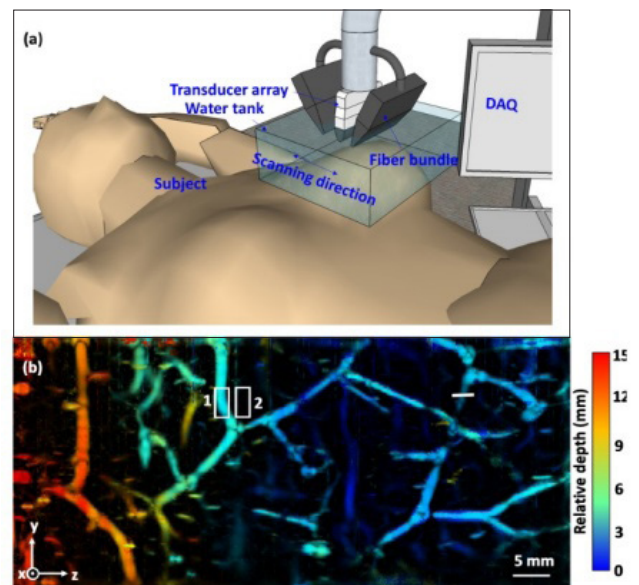 (a)
Transducer array
Water tank
DAQ
Fiber bundle
Scanning direction
Subject
(b)
1
2
y
x
z
5 mm
15
12
9
6
3
0
Relative depth (mm)